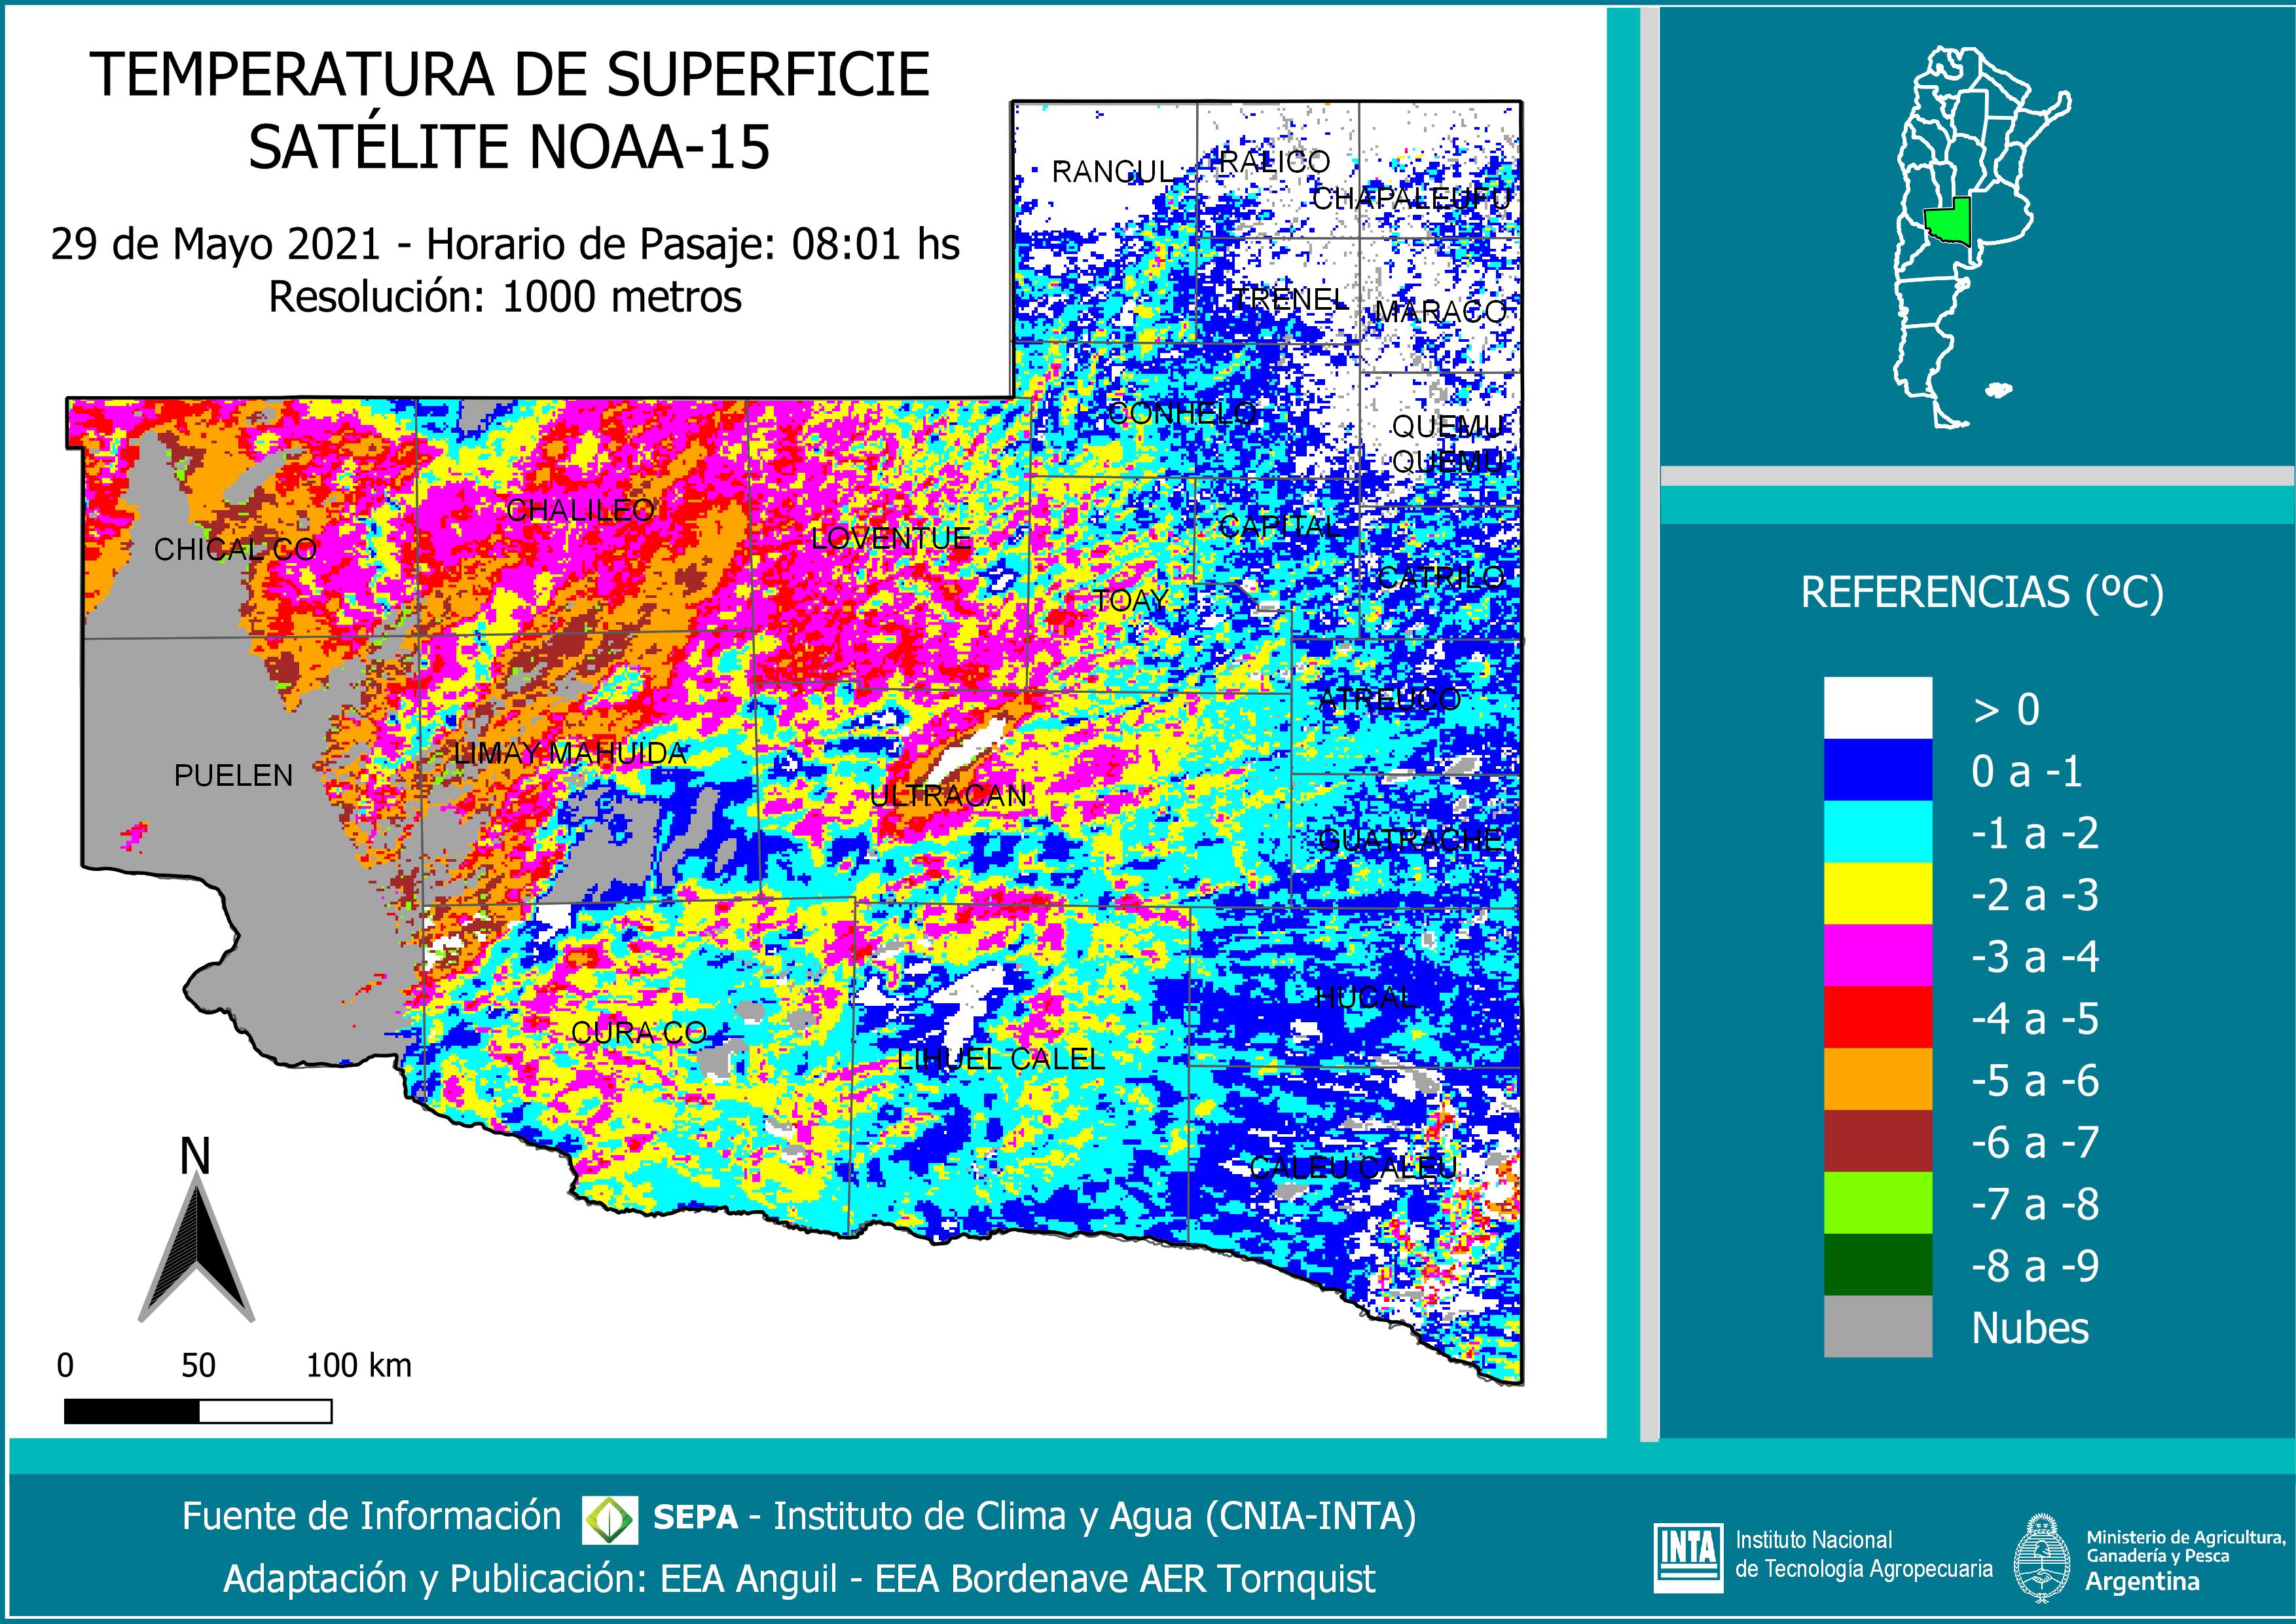 TEMPERATURA DE SUPERFICIE
SATÉLITE NOAA-15
29 de Mayo 2021 - Horario de Pasaje: 08:01 hs
Resolución: 1000 metros
RANCUL
RALICO
CHAPALEUFU
TRENEL
MARACO
CONHELO
QUEMU
QUEMU
CHALILEO
LOVENTUE
CAPITAL
CHICAL CO
CATRILO
TOAY
ATREUCO
LIMAY MAHUIDA
PUELEN
ULTRACAN
GUATRACHE
HUCAL
CURA CO
LIHUEL CALEL
CALEU CALEU
N
0 50 100 km
REFERENCIAS (ºC)
> 0
0 a -1
-1 a -2
-2 a -3
-3 a -4
-4 a -5
-5 a -6
-6 a -7
-7 a -8
-8 a -9
Nubes
Fuente de Información SEPA - Instituto de Clima y Agua (CNIA-INTA)
Adaptación y Publicación: EEA Anguil - EEA Bordenave AER Tornquist
INTA
Instituto Nacional
de Tecnología Agropecuaria
Ministerio de Agricultura,
Ganadería y Pesca
Argentina